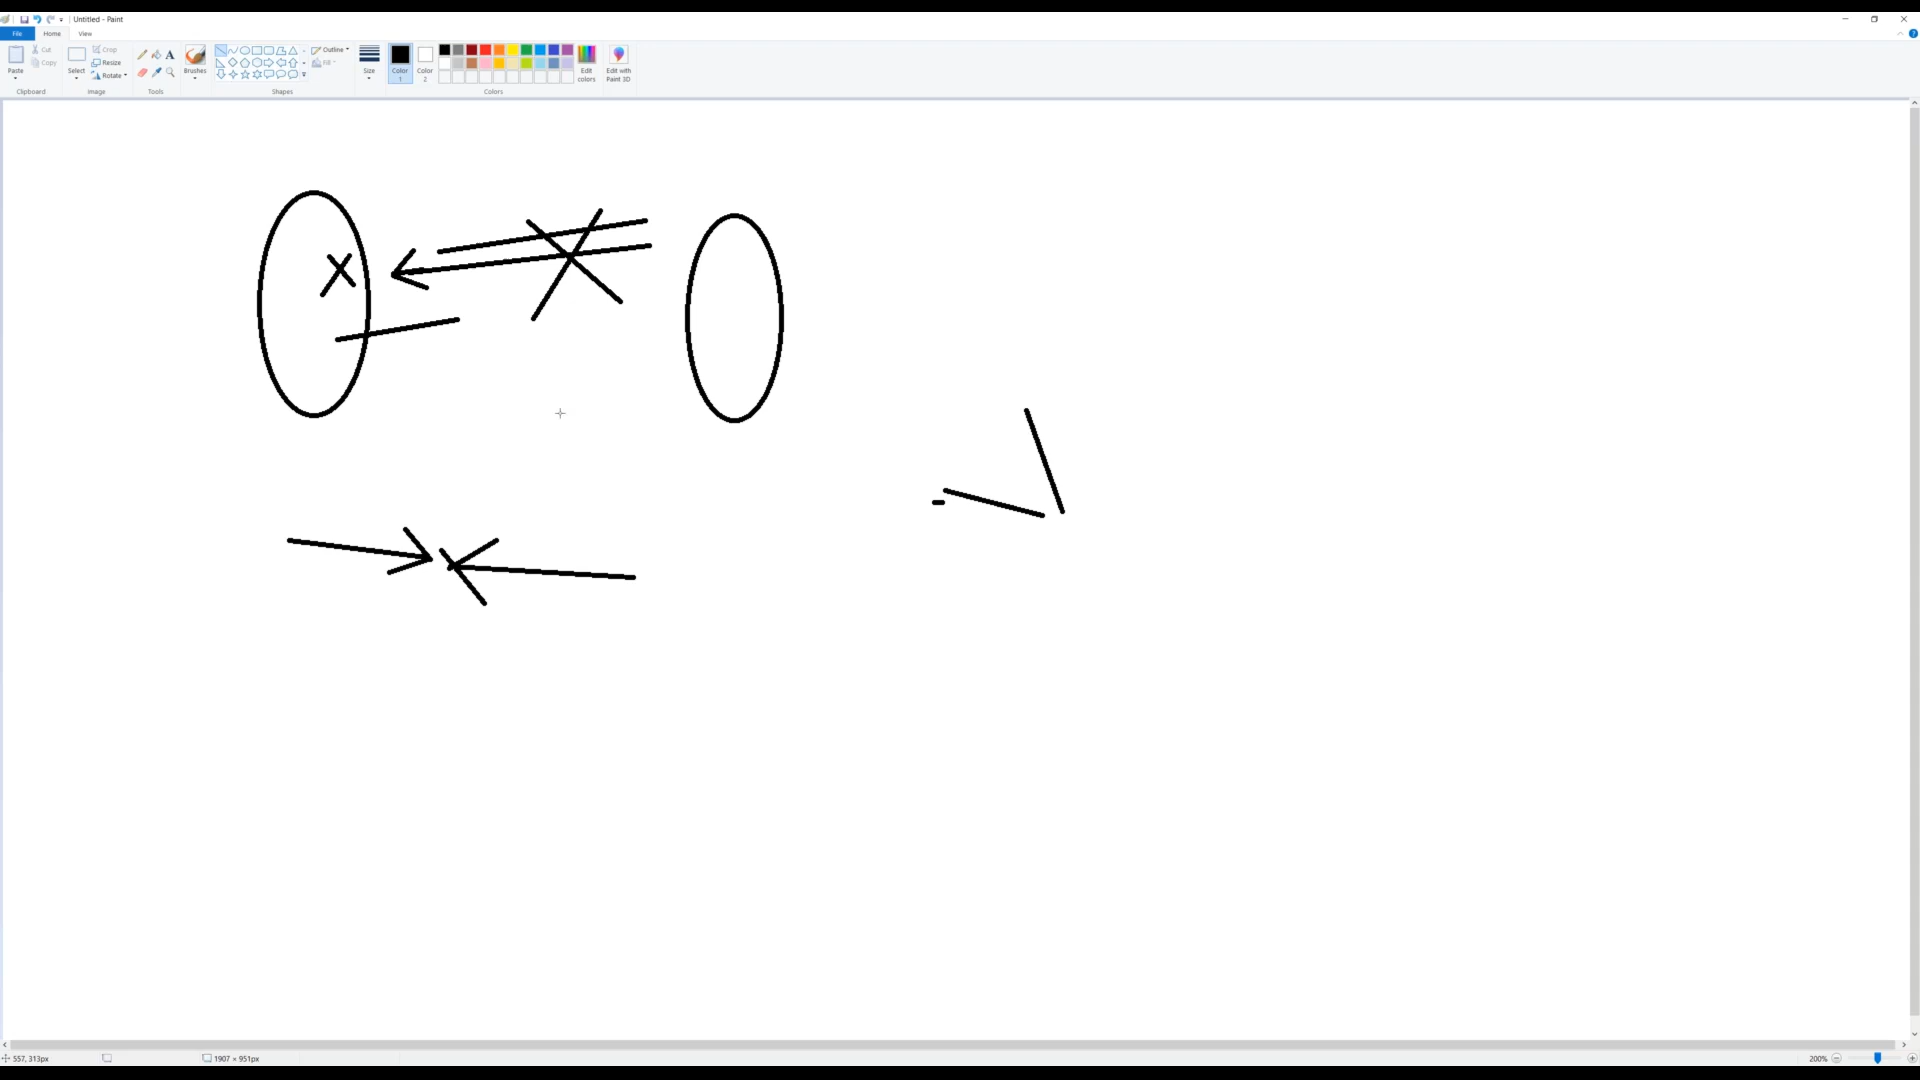 Untitled - Paint
File Home View
Paste
Cut
Copy
Clipboard
Select
Crop
Resize
Rotate
Image
A
Tools
Brushes
Outline
Fill
Shapes
Size
Color 1
Color 2
Edit colors
Colors
Edit with Paint 3D
X
557, 313px
1907 × 951px
200%